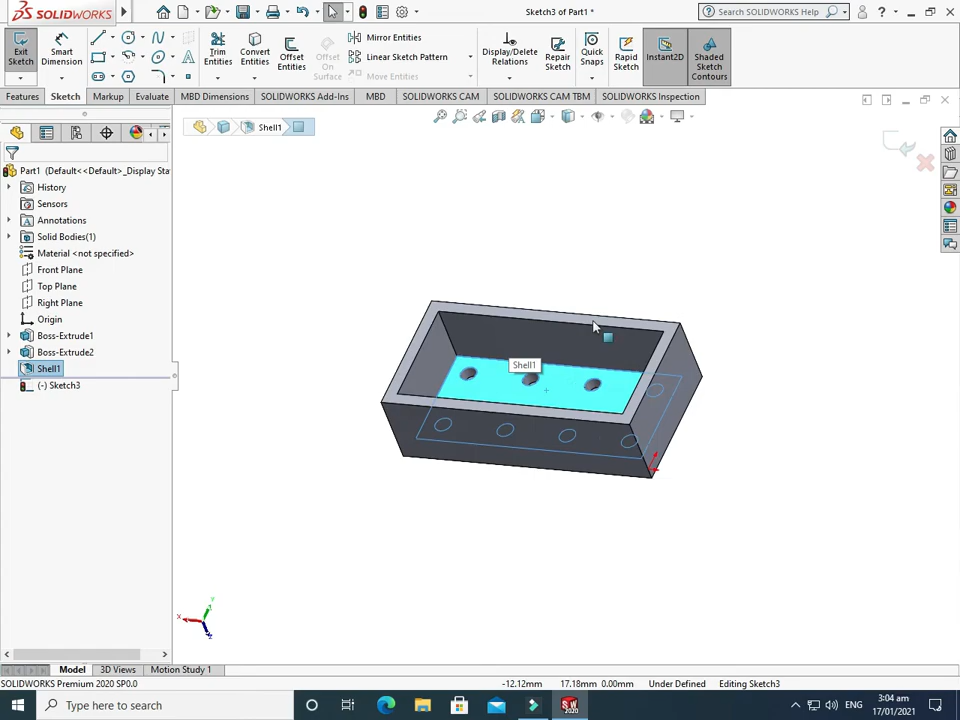 SOLIDWORKS
Sketch3 of Part1 *
Search SOLIDWORKS Help
Exit Sketch
Smart Dimension
Trim Entities
Convert Entities
Offset Entities
Offset On Surface
Mirror Entities
Linear Sketch Pattern
Move Entities
Display/Delete Relations
Repair Sketch
Quick Snaps
Rapid Sketch
Instant2D
Shaded Sketch Contours
Features
Sketch
Markup
Evaluate
MBD Dimensions
SOLIDWORKS Add-Ins
MBD
SOLIDWORKS CAM
SOLIDWORKS CAM TBM
SOLIDWORKS Inspection
Shell1
Part1 (Default<<Default>_Display Sta
History
Sensors
Annotations
Solid Bodies(1)
Material <not specified>
Front Plane
Top Plane
Right Plane
Origin
Boss-Extrude1
Boss-Extrude2
Shell1
(-) Sketch3
Shell1
Y
X
Z
Model
3D Views
Motion Study 1
SOLIDWORKS Premium 2020 SP0.0
-12.12mm
17.18mm 0.00mm
Under Defined
Editing Sketch3
Type here to search
SW
2020
ENG
3:04 am
17/01/2021